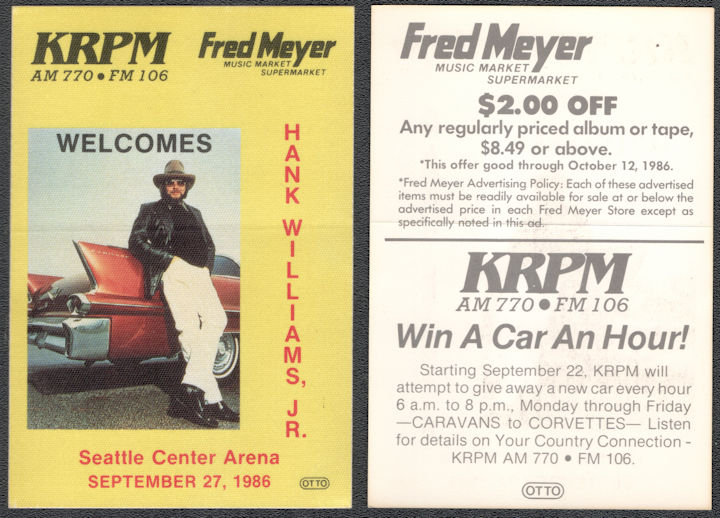 KRPM
AM 770 • FM 106
Fred Meyer
MUSIC MARKET
SUPERMARKET
WELCOMES
HANK WILLIAMS, JR.
Seattle Center Arena
SEPTEMBER 27, 1986
OTTO
Fred Meyer
MUSIC MARKET
SUPERMARKET
$2.00 OFF
Any regularly priced album or tape,
$8.49 or above.
*This offer good through October 12, 1986.
*Fred Meyer Advertising Policy: Each of these advertised
items must be readily available for sale at or below the
advertised price in each Fred Meyer Store except as
specifically noted in this ad.
KRPM
AM 770 • FM 106
Win A Car An Hour!
Starting September 22, KRPM will
attempt to give away a new car every hour
6 a.m. to 8 p.m., Monday through Friday
—CARAVANS to CORVETTES— Listen
for details on Your Country Connection -
KRPM AM 770 • FM 106.
OTTO